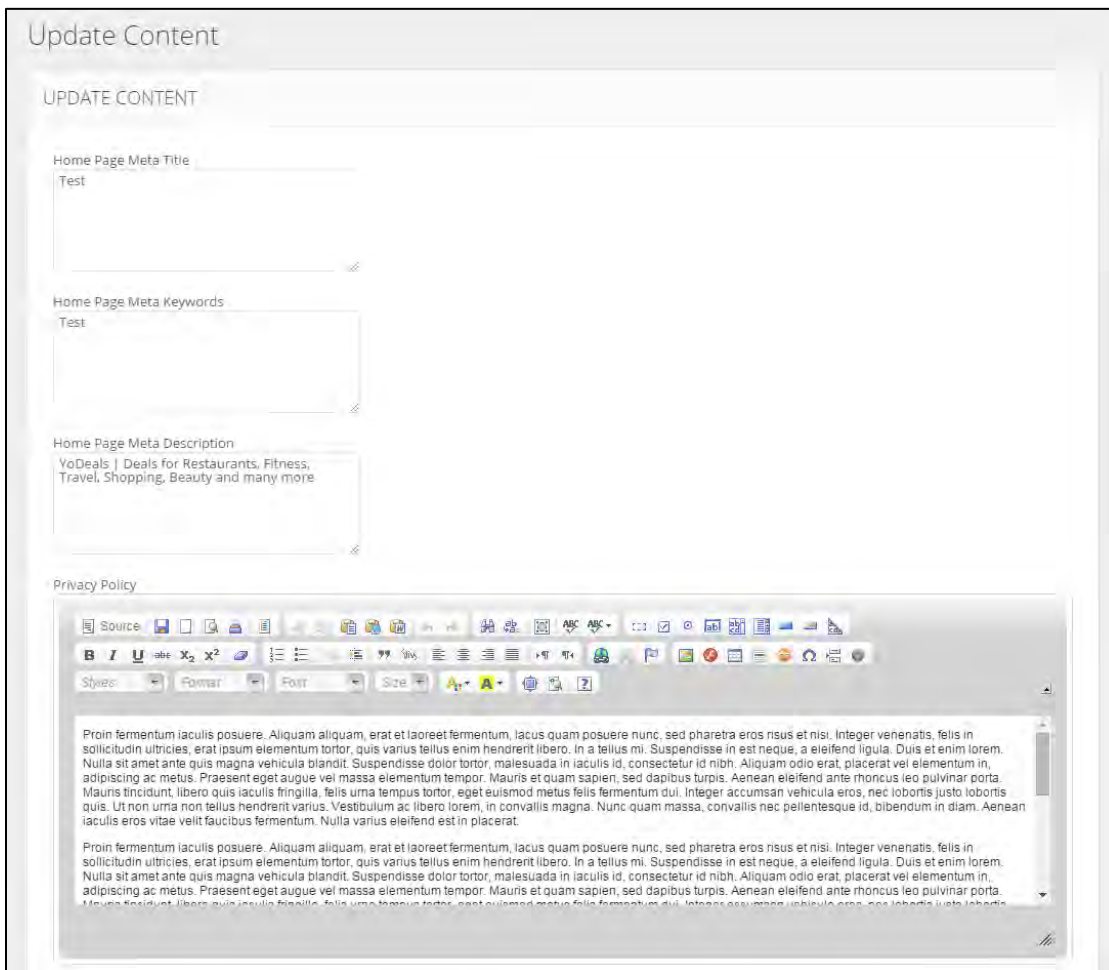 Update Content
UPDATE CONTENT
Home Page Meta Title
Test
Home Page Meta Keywords
Test
Home Page Meta Description
YoDeals | Deals for Restaurants, Fitness,
Travel, Shopping, Beauty and many more
Privacy Policy
Source
Styles Format Font Size
Proin fermentum iaculis posuere. Aliquam aliquam, erat et laoreet fermentum, lacus quam posuere nunc, sed pharetra eros risus et nisi. Integer venenatis, felis in
sollicitudin ultricies, erat ipsum elementum tortor, quis varius tellus enim hendrerit libero. In a tellus mi. Suspendisse in est neque, a eleifend ligula. Duis et enim lorem.
Nulla sit amet ante quis magna vehicula blandit. Suspendisse dolor tortor, malesuada in iaculis id, consectetur id nibh. Aliquam odio erat, placerat vel elementum in,
adipiscing ac metus. Praesent eget augue vel massa elementum tempor. Mauris et quam sapien, sed dapibus turpis. Aenean eleifend ante rhoncus leo pulvinar porta.
Mauris tincidunt, libero quis iaculis fringilla, felis urna tempus tortor, eget euismod metus felis fermentum dui. Integer accumsan vehicula eros, nec lobortis justo lobortis
quis. Ut non urna non tellus hendrerit varius. Vestibulum ac libero lorem, in convallis magna. Nunc quam massa, convallis nec pellentesque id, bibendum in diam. Aenean
iaculis eros vitae velit faucibus fermentum. Nulla varius eleifend est in placerat.
Proin fermentum iaculis posuere. Aliquam aliquam, erat et laoreet fermentum, lacus quam posuere nunc, sed pharetra eros risus et nisi. Integer venenatis, felis in
sollicitudin ultricies, erat ipsum elementum tortor, quis varius tellus enim hendrerit libero. In a tellus mi. Suspendisse in est neque, a eleifend ligula. Duis et enim lorem.
Nulla sit amet ante quis magna vehicula blandit. Suspendisse dolor tortor, malesuada in iaculis id, consectetur id nibh. Aliquam odio erat, placerat vel elementum in,
adipiscing ac metus. Praesent eget augue vel massa elementum tempor. Mauris et quam sapien, sed dapibus turpis. Aenean eleifend ante rhoncus leo pulvinar porta.